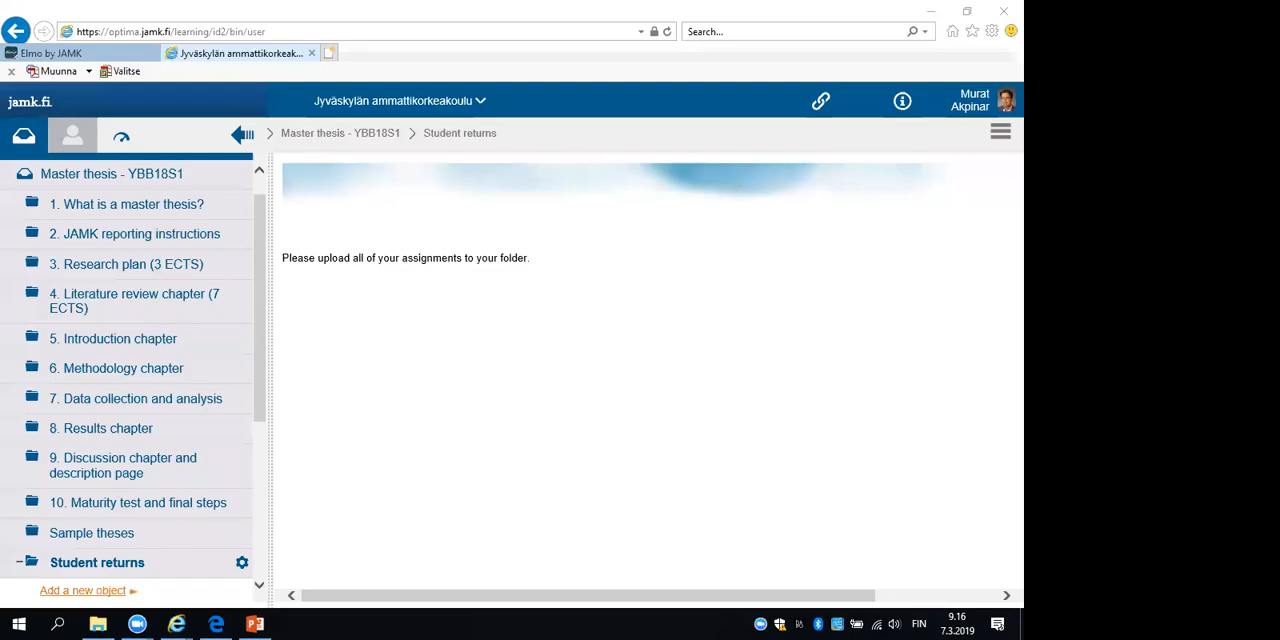 https://optima.jamk.fi/learning/id2/bin/user
Search...
Elmo by JAMK
Jyväskylän ammattikorkeak...
Muunna
Valitse
jamk.fi
Jyväskylän ammattikorkeakoulu
Murat
Akpinar
Master thesis - YBB18S1
Student returns
Master thesis - YBB18S1
1. What is a master thesis?
2. JAMK reporting instructions
3. Research plan (3 ECTS)
4. Literature review chapter (7
ECTS)
5. Introduction chapter
6. Methodology chapter
7. Data collection and analysis
8. Results chapter
9. Discussion chapter and
description page
10. Maturity test and final steps
Sample theses
Student returns
Add a new object
Please upload all of your assignments to your folder.
FIN
9.16
7.3.2019